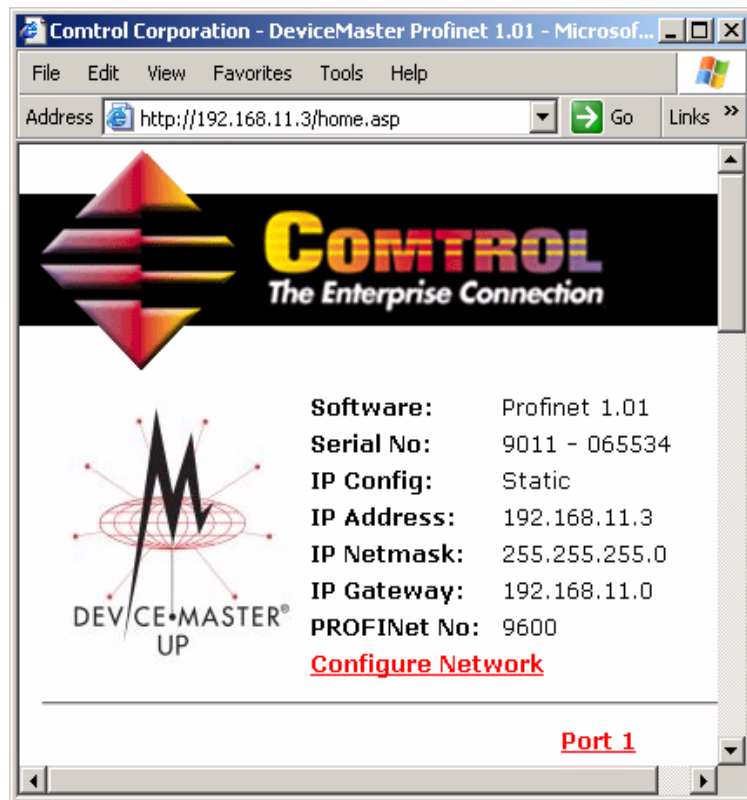 Comtrol Corporation - DeviceMaster Profinet 1.01 - Microsof...
File Edit View Favorites Tools Help
Address http://192.168.11.3/home.asp Go Links »
COMTROL
The Enterprise Connection
Software: Profinet 1.01
Serial No: 9011 - 065534
IP Config: Static
IP Address: 192.168.11.3
IP Netmask: 255.255.255.0
IP Gateway: 192.168.11.0
PROFINet No: 9600
Configure Network
M
DEVICE•MASTER®
UP
Port 1